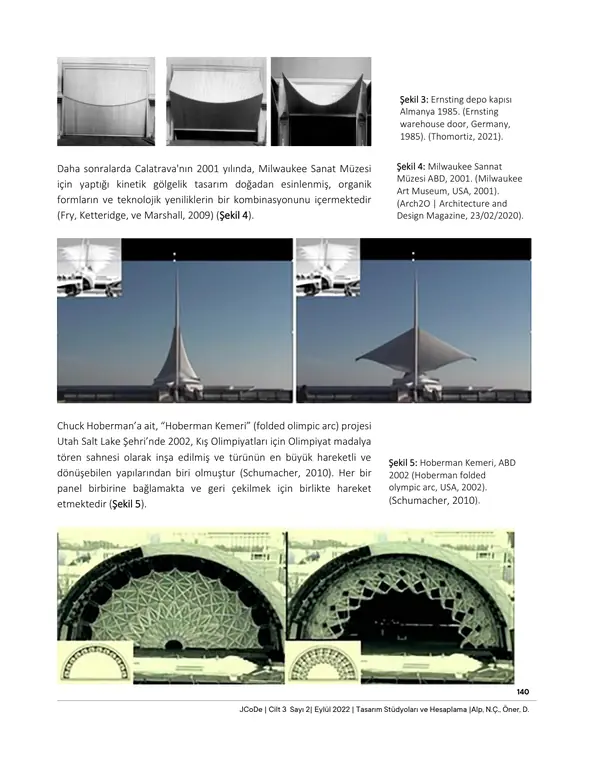 Şekil 3: Ernsting depo kapısı
Almanya 1985. (Ernsting
warehouse door, Germany,
1985). (Thomortiz, 2021).
Daha sonralarda Calatrava'nın 2001 yılında, Milwaukee Sanat Müzesi
için yaptığı kinetik gölgelik tasarım doğadan esinlenmiş, organik
formların ve teknolojik yeniliklerin bir kombinasyonunu içermektedir
(Fry, Ketteridge, ve Marshall, 2009) (Şekil 4).
Şekil 4: Milwaukee Sannat
Müzesi ABD, 2001. (Milwaukee
Art Museum, USA, 2001).
(Arch2O | Architecture and
Design Magazine, 23/02/2020).
Chuck Hoberman’a ait, “Hoberman Kemeri” (folded olimpic arc) projesi
Utah Salt Lake Şehri’nde 2002, Kış Olimpiyatları için Olimpiyat madalya
tören sahnesi olarak inşa edilmiş ve türünün en büyük hareketli ve
dönüşebilen yapılarından biri olmuştur (Schumacher, 2010). Her bir
panel birbirine bağlamakta ve geri çekilmek için birlikte hareket
etmektedir (Şekil 5).
Şekil 5: Hoberman Kemeri, ABD
2002 (Hoberman folded
olympic arc, USA, 2002).
(Schumacher, 2010).
140
JCoDe | Cilt 3 Sayı 2| Eylül 2022 | Tasarım Stüdyoları ve Hesaplama |Alp, N.Ç., Öner, D.